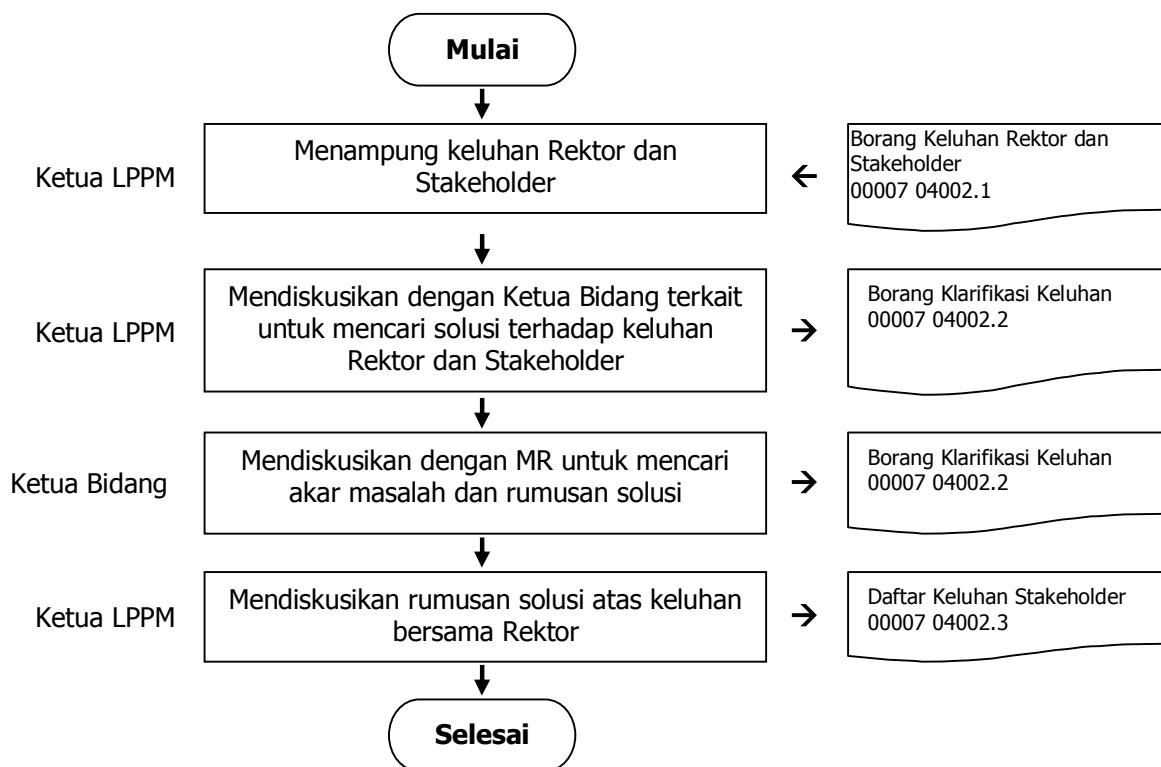 Mulai
Ketua LPPM
Menampung keluhan Rektor dan
Stakeholder
Borang Keluhan Rektor dan
Stakeholder
00007 04002.1
Ketua LPPM
Mendiskusikan dengan Ketua Bidang terkait
untuk mencari solusi terhadap keluhan
Rektor dan Stakeholder
Borang Klarifikasi Keluhan
00007 04002.2
Ketua Bidang
Mendiskusikan dengan MR untuk mencari
akar masalah dan rumusan solusi
Borang Klarifikasi Keluhan
00007 04002.2
Ketua LPPM
Mendiskusikan rumusan solusi atas keluhan
bersama Rektor
Daftar Keluhan Stakeholder
00007 04002.3
Selesai